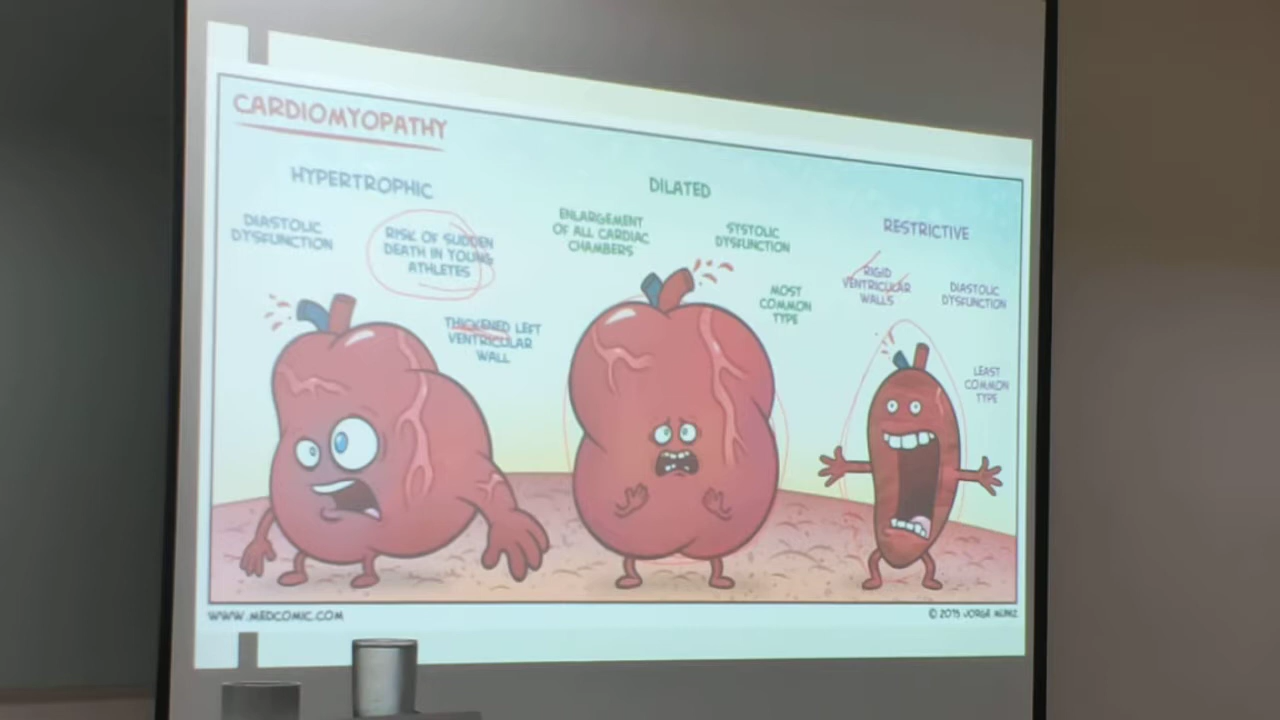 CARDIOMYOPATHY
HYPERTROPHIC
DIASTOLIC
DYSFUNCTION
RISK OF SUDDEN
DEATH IN YOUNG
ATHLETES
THICKENED LEFT
VENTRICULAR
WALL
DILATED
ENLARGEMENT
OF ALL CARDIAC
CHAMBERS
SYSTOLIC
DYSFUNCTION
MOST
COMMON
TYPE
RESTRICTIVE
RIGID
VENTRICULAR
WALLS
DIASTOLIC
DYSFUNCTION
LEAST
COMMON
TYPE
WWW.MEDCOMIC.COM
© 2015 JORGE MUNIZ